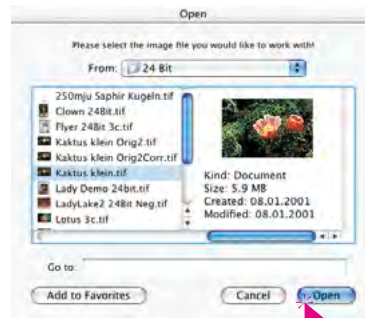 Open
Please select the image file you would like to work with!
From: 24 Bit
250mju Saphir Kugeln.tif
Clown 24Bit.tif
Flyer 24Bit 3c.tif
Kaktus klein Orig2.tif
Kaktus klein Orig2Corr.tif
Kaktus klein.tif
Lady Demo 24bit.tif
LadyLake2 24Bit Neg.tif
Lotus 3c.tif
Kind: Document
Size: 5.9 MB
Created: 08.01.2001
Modified: 08.01.2001
Go to:
Add to Favorites
Cancel
Open